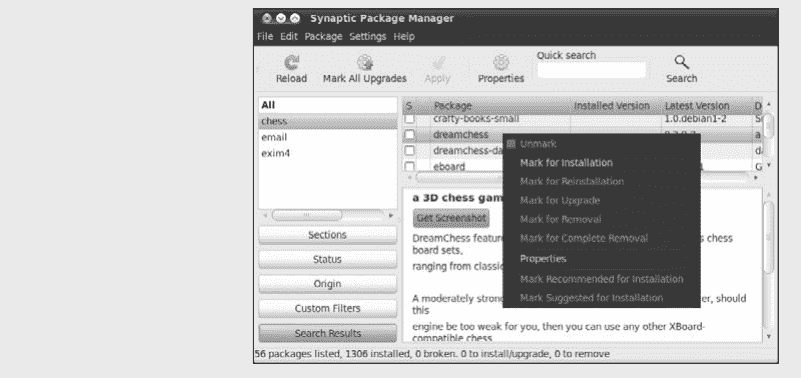 Synaptic Package Manager
File Edit Package Settings Help
Reload Mark All Upgrades Apply Properties Quick search Search
All
chess
email
exim4
S Package Installed Version Latest Version D
crafty-books-small 1.0.debian1-2
dreamchess
dreamchess-da
eboard
Unmark
Mark for Installation
Mark for Reinstallation
Mark for Upgrade
Mark for Removal
Mark for Complete Removal
Properties
Mark Recommended for Installation
Mark Suggested for Installation
a 3D chess gam
Get Screenshot
DreamChess feature s chess
board sets,
ranging from classic
A moderately strong er, should
this
engine be too weak for you, then you can use any other XBoard-
compatible chess
Sections
Status
Origin
Custom Filters
Search Results
56 packages listed, 1306 installed, 0 broken. 0 to install/upgrade, 0 to remove